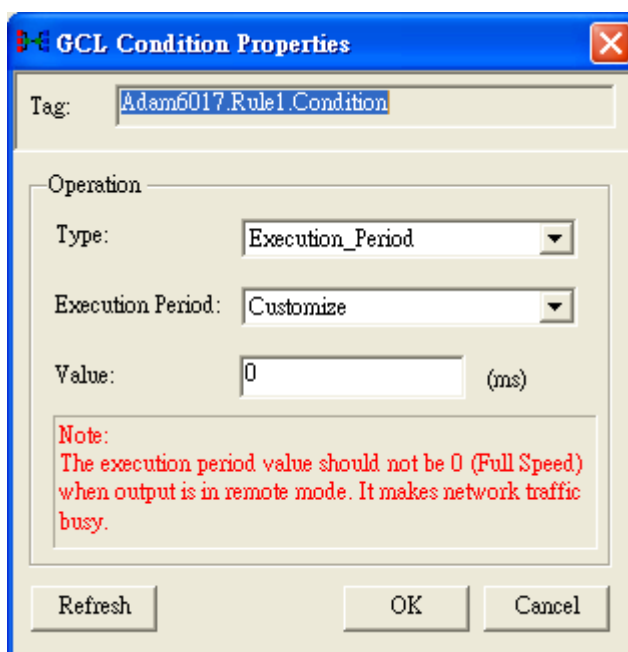 GCL Condition Properties
Tag: Adam6017.Rule1.Condition
Operation
Type: Execution_Period
Execution Period: Customize
Value: 0 (ms)
Note:
The execution period value should not be 0 (Full Speed)
when output is in remote mode. It makes network traffic
busy.
Refresh OK Cancel